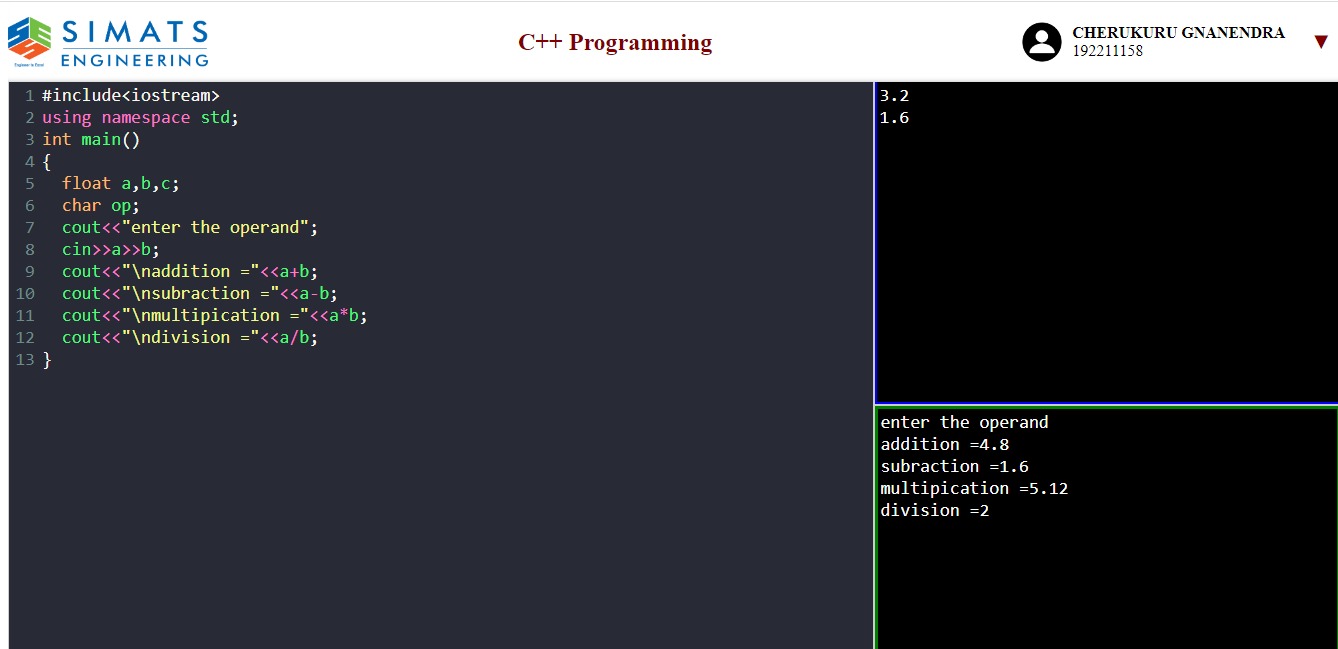 SIMATS
ENGINEERING
Engineer to Excel
C++ Programming
CHERUKURU GNANENDRA
192211158
1 #include<iostream>
2 using namespace std;
3 int main()
4 {
5 float a,b,c;
6 char op;
7 cout<<"enter the operand";
8 cin>>a>>b;
9 cout<<"\naddition ="<<a+b;
10 cout<<"\nsubraction ="<<a-b;
11 cout<<"\nmultipication ="<<a*b;
12 cout<<"\ndivision ="<<a/b;
13 }
3.2
1.6
enter the operand
addition =4.8
subraction =1.6
multipication =5.12
division =2